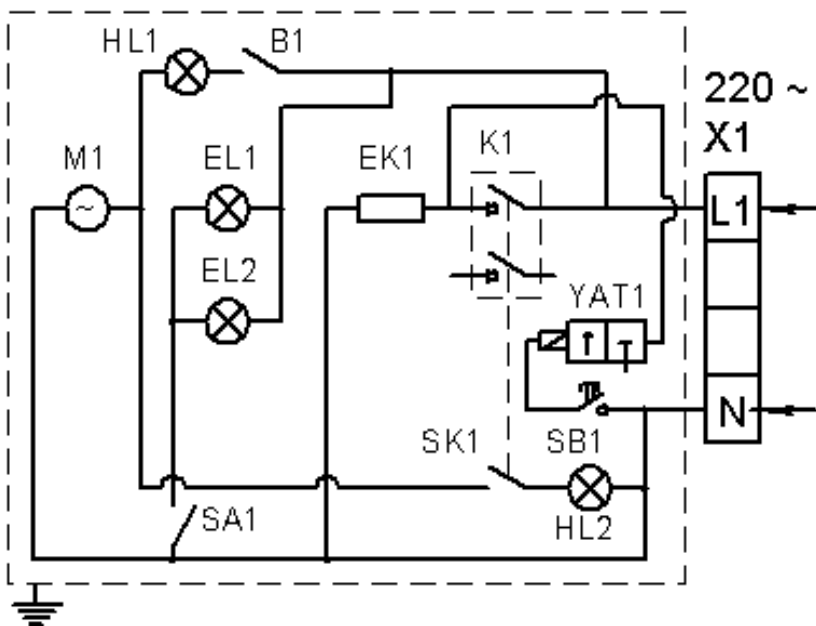 HL1 B1
220 ~
X1
M1 EL1 EK1 K1
~
L1
EL2
YAT1
N
SK1 SB1
SA1 HL2